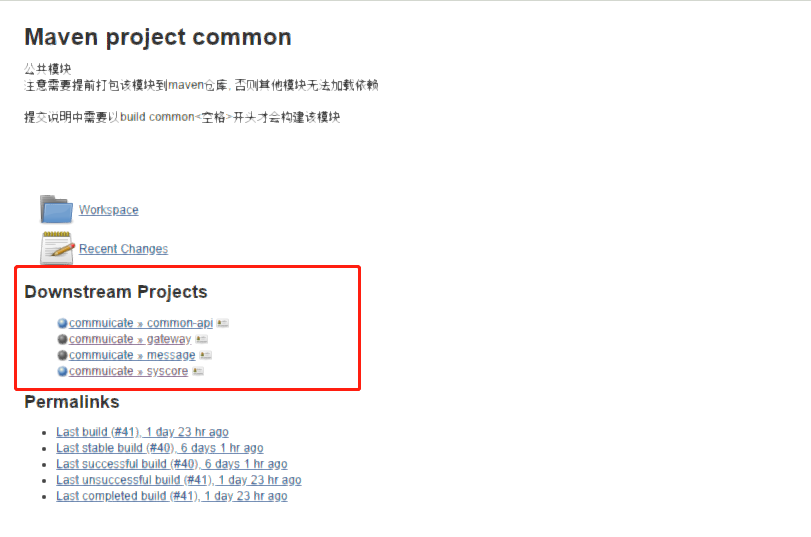 Maven project common
公共模块
注意需要提前打包该模块到maven仓库, 否则其他模块无法加载依赖
提交说明中需要以build common<空格>开头才会构建该模块
Workspace
Recent Changes
Downstream Projects
commuicate » common-api
commuicate » gateway
commuicate » message
commuicate » syscore
Permalinks
Last build (#41), 1 day 23 hr ago
Last stable build (#40), 6 days 1 hr ago
Last successful build (#40), 6 days 1 hr ago
Last unsuccessful build (#41), 1 day 23 hr ago
Last completed build (#41), 1 day 23 hr ago